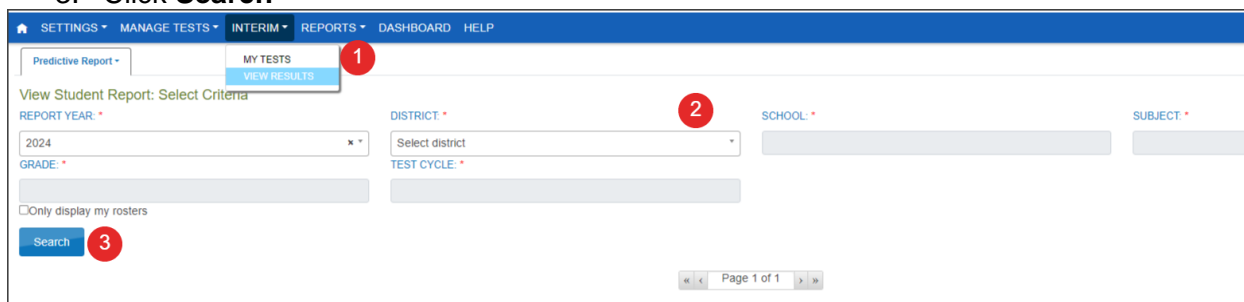 Click Search
SETTINGS MANAGE TESTS INTERIM REPORTS DASHBOARD HELP
Predictive Report
MY TESTS
1
VIEW RESULTS
View Student Report: Select Criteria
REPORT YEAR: * DISTRICT: * 2 SCHOOL: * SUBJECT: *
2024 × Select district
GRADE: * TEST CYCLE: *
Only display my rosters
Search 3
« ‹ Page 1 of 1 › »